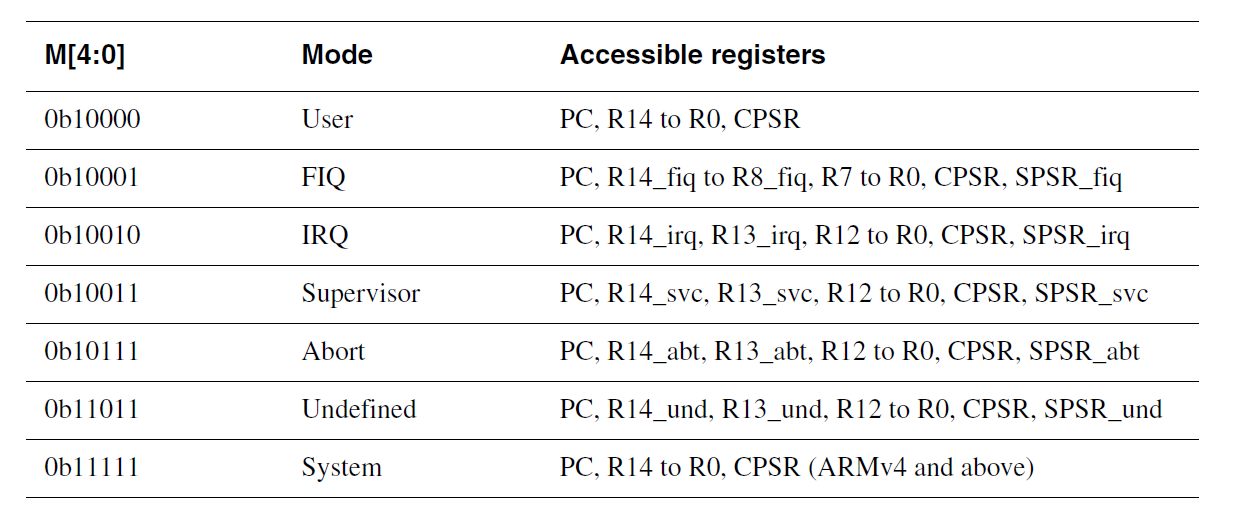 M[4:0] Mode Accessible registers
0b10000 User PC, R14 to R0, CPSR
0b10001 FIQ PC, R14_fiq to R8_fiq, R7 to R0, CPSR, SPSR_fiq
0b10010 IRQ PC, R14_irq, R13_irq, R12 to R0, CPSR, SPSR_irq
0b10011 Supervisor PC, R14_svc, R13_svc, R12 to R0, CPSR, SPSR_svc
0b10111 Abort PC, R14_abt, R13_abt, R12 to R0, CPSR, SPSR_abt
0b11011 Undefined PC, R14_und, R13_und, R12 to R0, CPSR, SPSR_und
0b11111 System PC, R14 to R0, CPSR (ARMv4 and above)